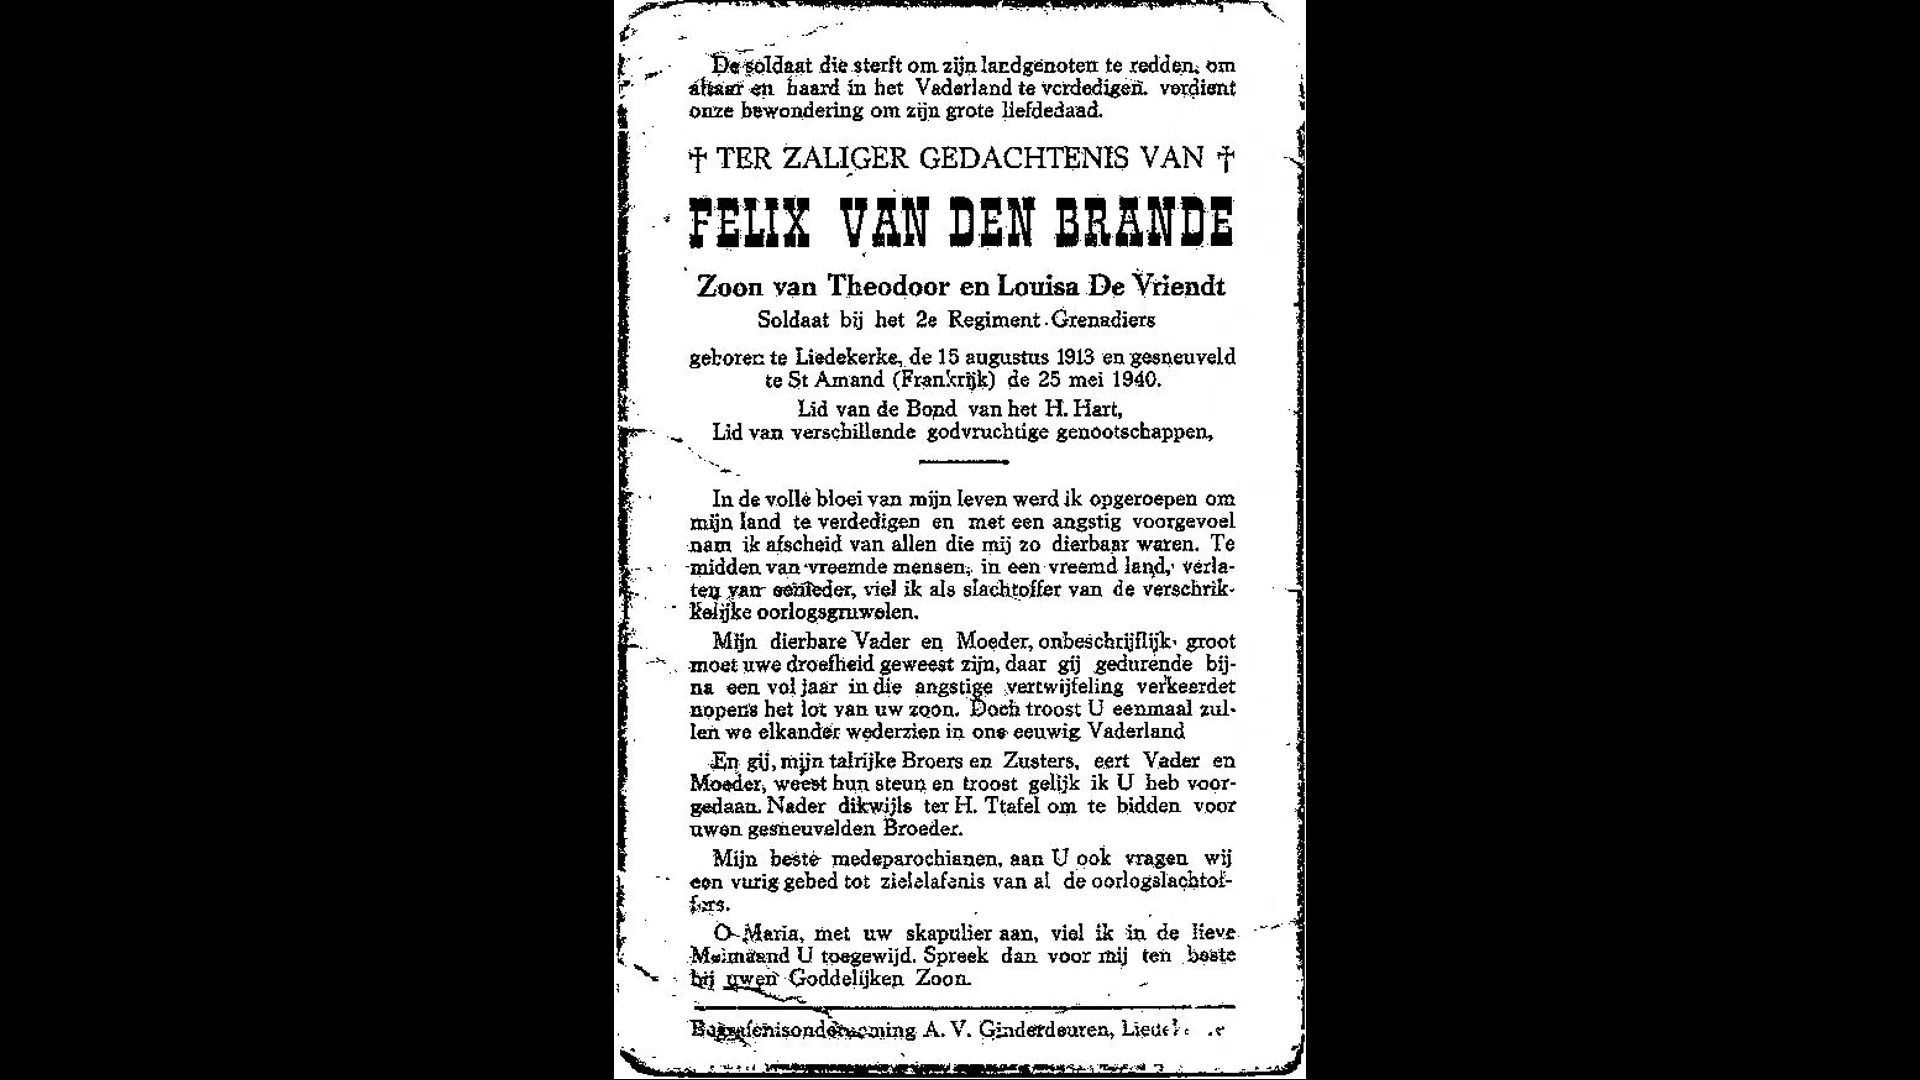 De soldaat die sterft om zijn landgenoten te redden, om
altaar en haard in het Vaderland te verdedigen. verdient
onze bewondering om zijn grote liefdedaad.
† TER ZALIGER GEDACHTENIS VAN †
FELIX VAN DEN BRANDE
Zoon van Theodoor en Louisa De Vriendt
Soldaat bij het 2e Regiment Grenadiers
geboren te Liedekerke, de 15 augustus 1913 en gesneuveld
te St Amand (Frankrijk) de 25 mei 1940.
Lid van de Bond van het H. Hart,
Lid van verschillende godvruchtige genootschappen,
In de volle bloei van mijn leven werd ik opgeroepen om
mijn land te verdedigen en met een angstig voorgevoel
nam ik afscheid van allen die mij zo dierbaar waren. Te
midden van vreemde mensen, in een vreemd land, verla-
ten van eenieder, viel ik als slachtoffer van de verschrik-
kelijke oorlogsgruwelen.
Mijn dierbare Vader en Moeder, onbeschrijflijk groot
moet uwe droefheid geweest zijn, daar gij gedurende bij-
na een vol jaar in die angstige vertwijfeling verkeerdet
nopens het lot van uw zoon. Doch troost U eenmaal zul-
len we elkander wederzien in ons eeuwig Vaderland
En gij, mijn talrijke Broers en Zusters, eert Vader en
Moeder, weest hun steun en troost gelijk ik U heb voor-
gedaan. Nader dikwijls ter H. Ttafel om te bidden voor
uwen gesneuvelden Broeder.
Mijn beste medeparochianen, aan U ook vragen wij
een vurig gebed tot zielelafenis van al de oorlogslachtof-
fers.
O Maria, met uw skapulier aan, viel ik in de lieve
Meimaand U toegewijd. Spreek dan voor mij ten beste
bij uwen Goddelijken Zoon.
Begrafenisonderneming A. V. Ginderdeuren,